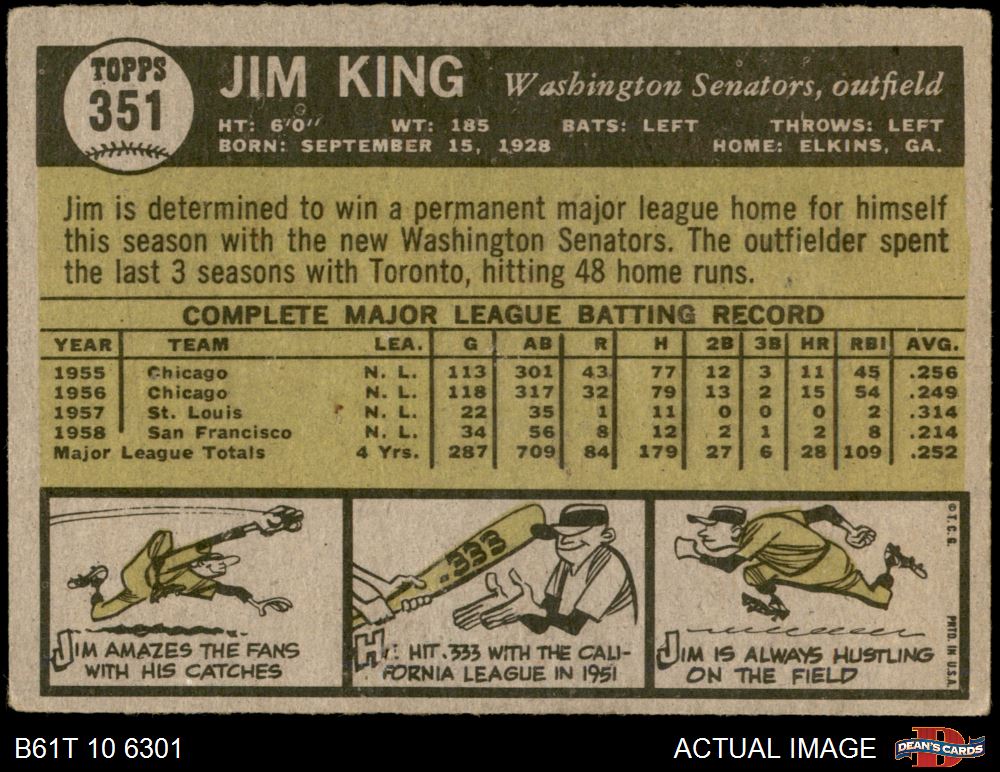 TOPPS
351
JIM KING Washington Senators, outfield
HT: 6'0" WT: 185 BATS: LEFT THROWS: LEFT
BORN: SEPTEMBER 15, 1928 HOME: ELKINS, GA.
Jim is determined to win a permanent major league home for himself
this season with the new Washington Senators. The outfielder spent
the last 3 seasons with Toronto, hitting 48 home runs.
COMPLETE MAJOR LEAGUE BATTING RECORD
YEAR TEAM LEA. G AB R H 2B 3B HR RBI AVG.
1955 Chicago N. L. 113 301 43 77 12 3 11 45 .256
1956 Chicago N. L. 118 317 32 79 13 2 15 54 .249
1957 St. Louis N. L. 22 35 1 11 0 0 0 2 .314
1958 San Francisco N. L. 34 56 8 12 2 1 2 8 .214
Major League Totals 4 Yrs. 287 709 84 179 27 6 28 109 .252
JIM AMAZES THE FANS
WITH HIS CATCHES
.333
HE HIT .333 WITH THE CALI-
FORNIA LEAGUE IN 1951
JIM IS ALWAYS HUSTLING
ON THE FIELD
© T. C. G.
PRTD. IN U.S.A.
B61T 10 6301
ACTUAL IMAGE
D
DEAN'S CARDS